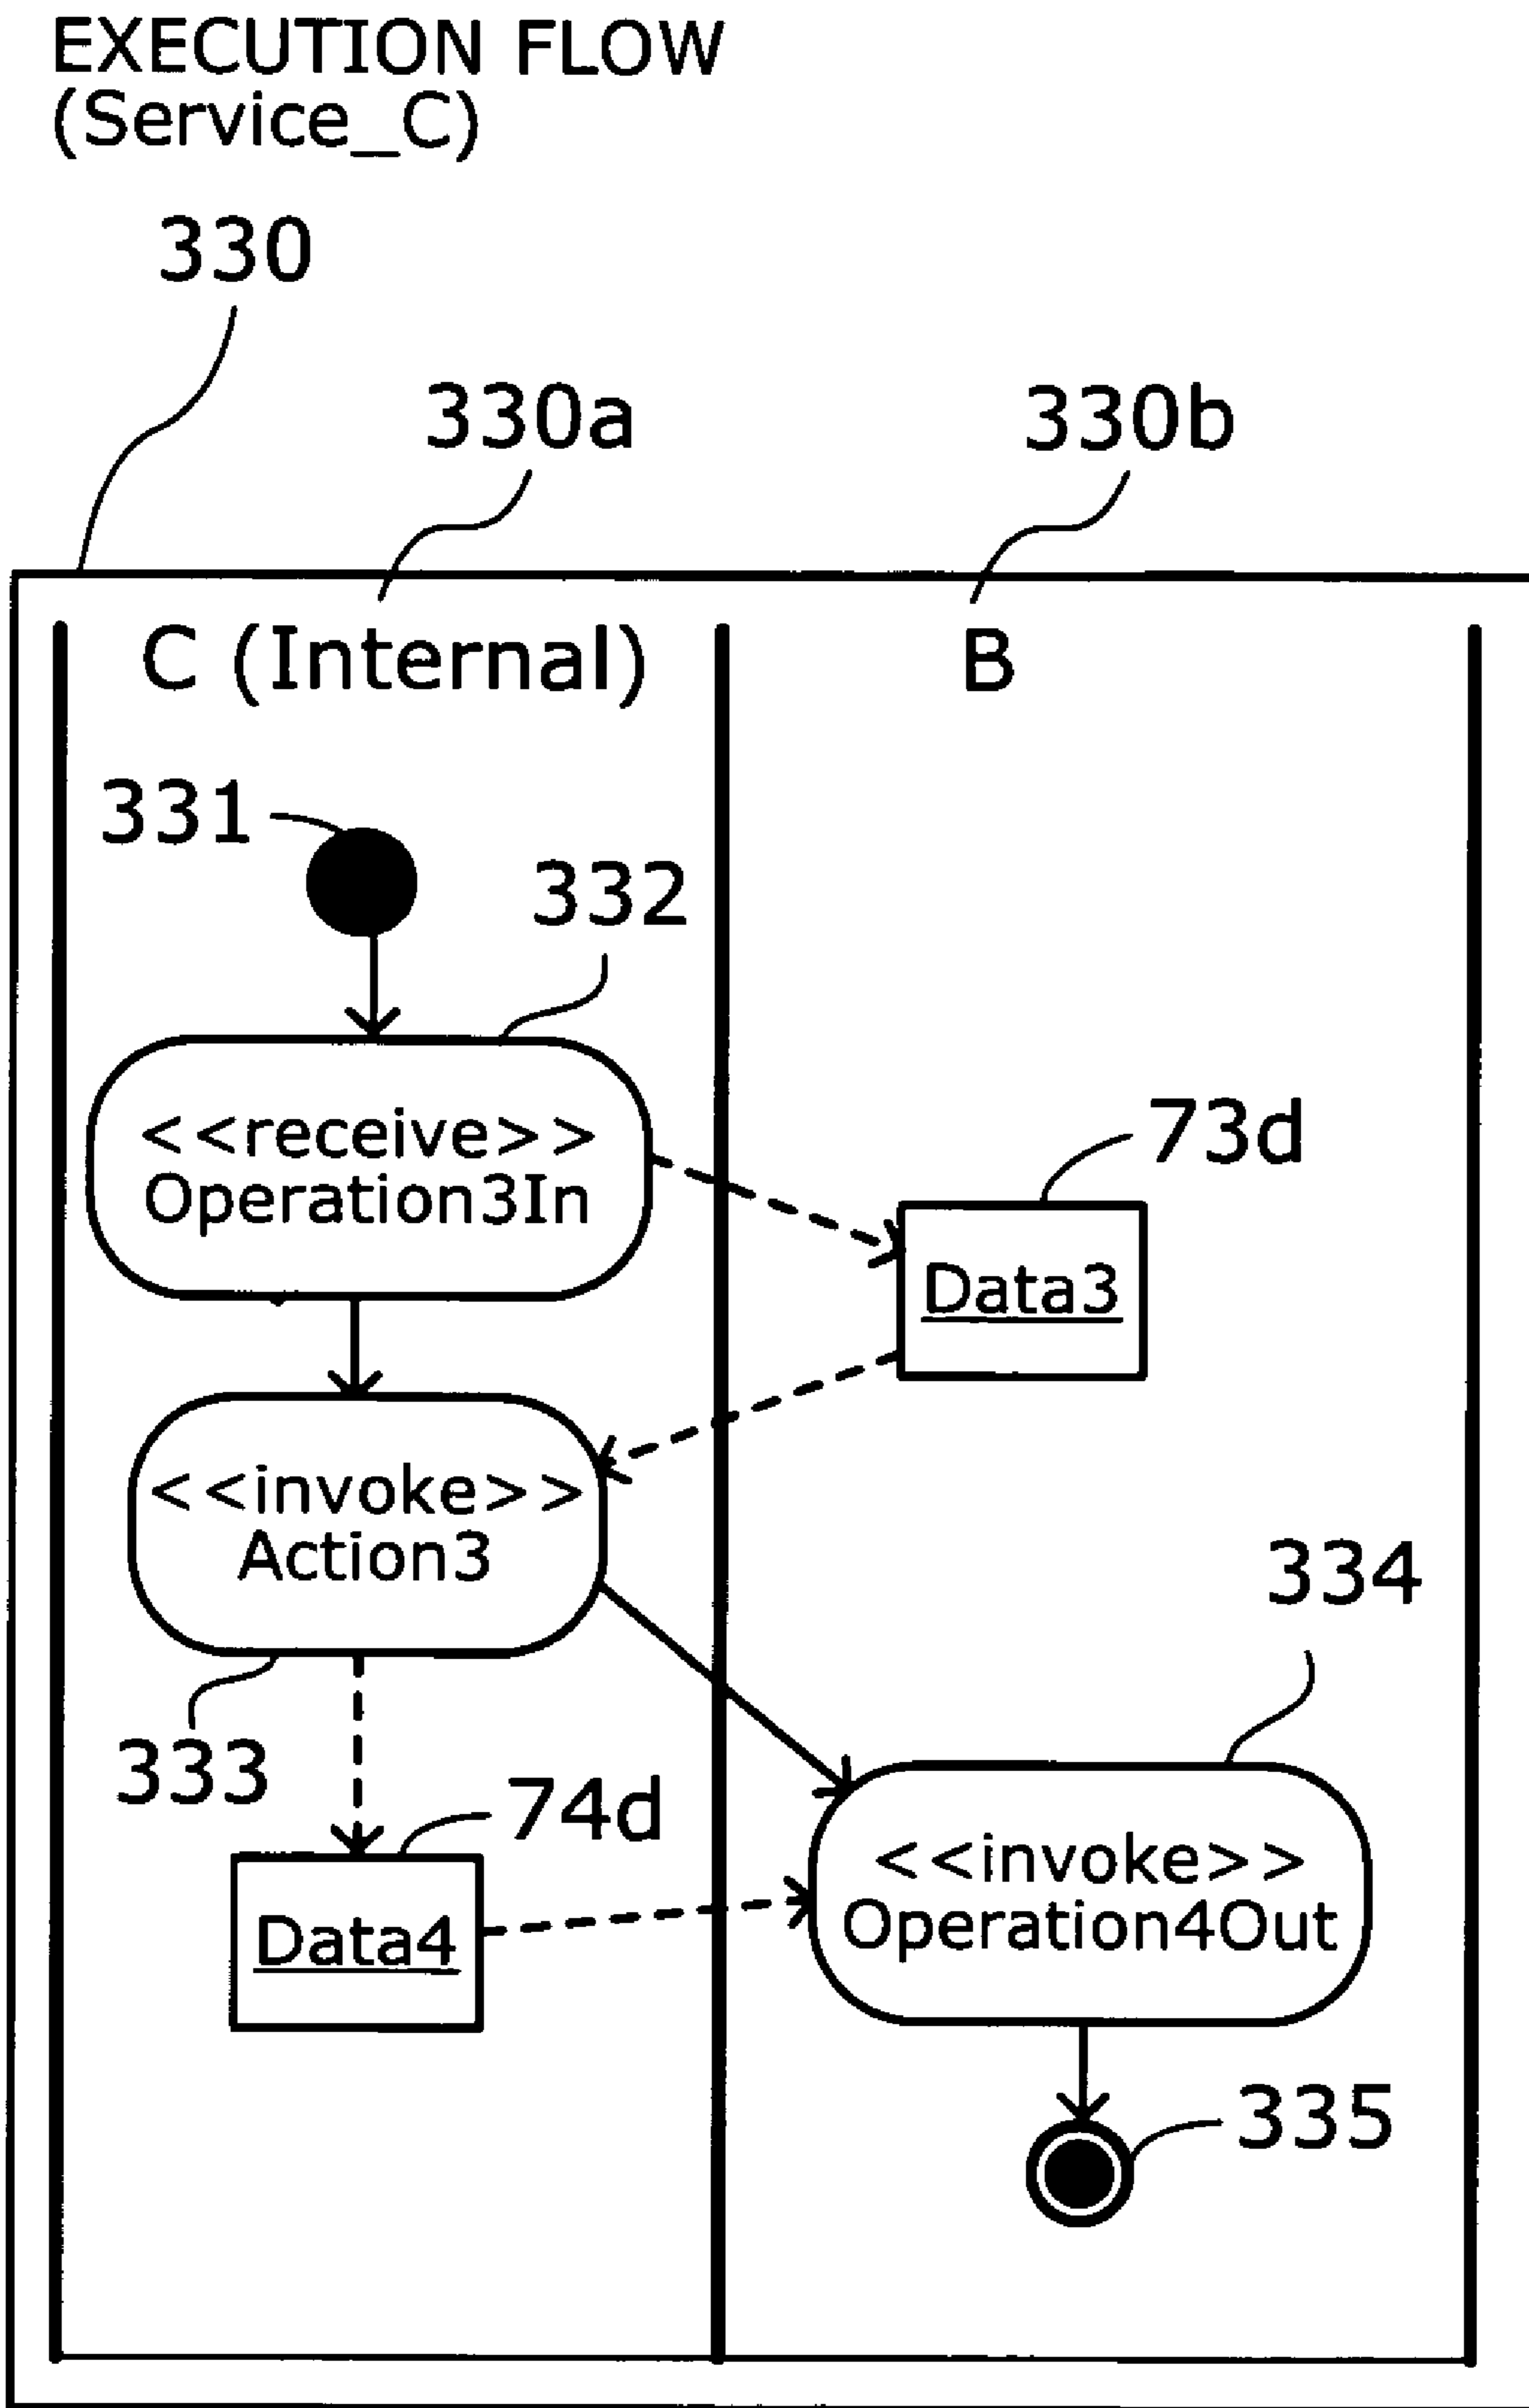 EXECUTION FLOW
(Service_C)
330
330a
330b
C (Internal)
B
331
332
<<receive>>
Operation3In
73d
Data3
<<invoke>>
Action3
334
333
74d
<<invoke>>
Operation4Out
Data4
335